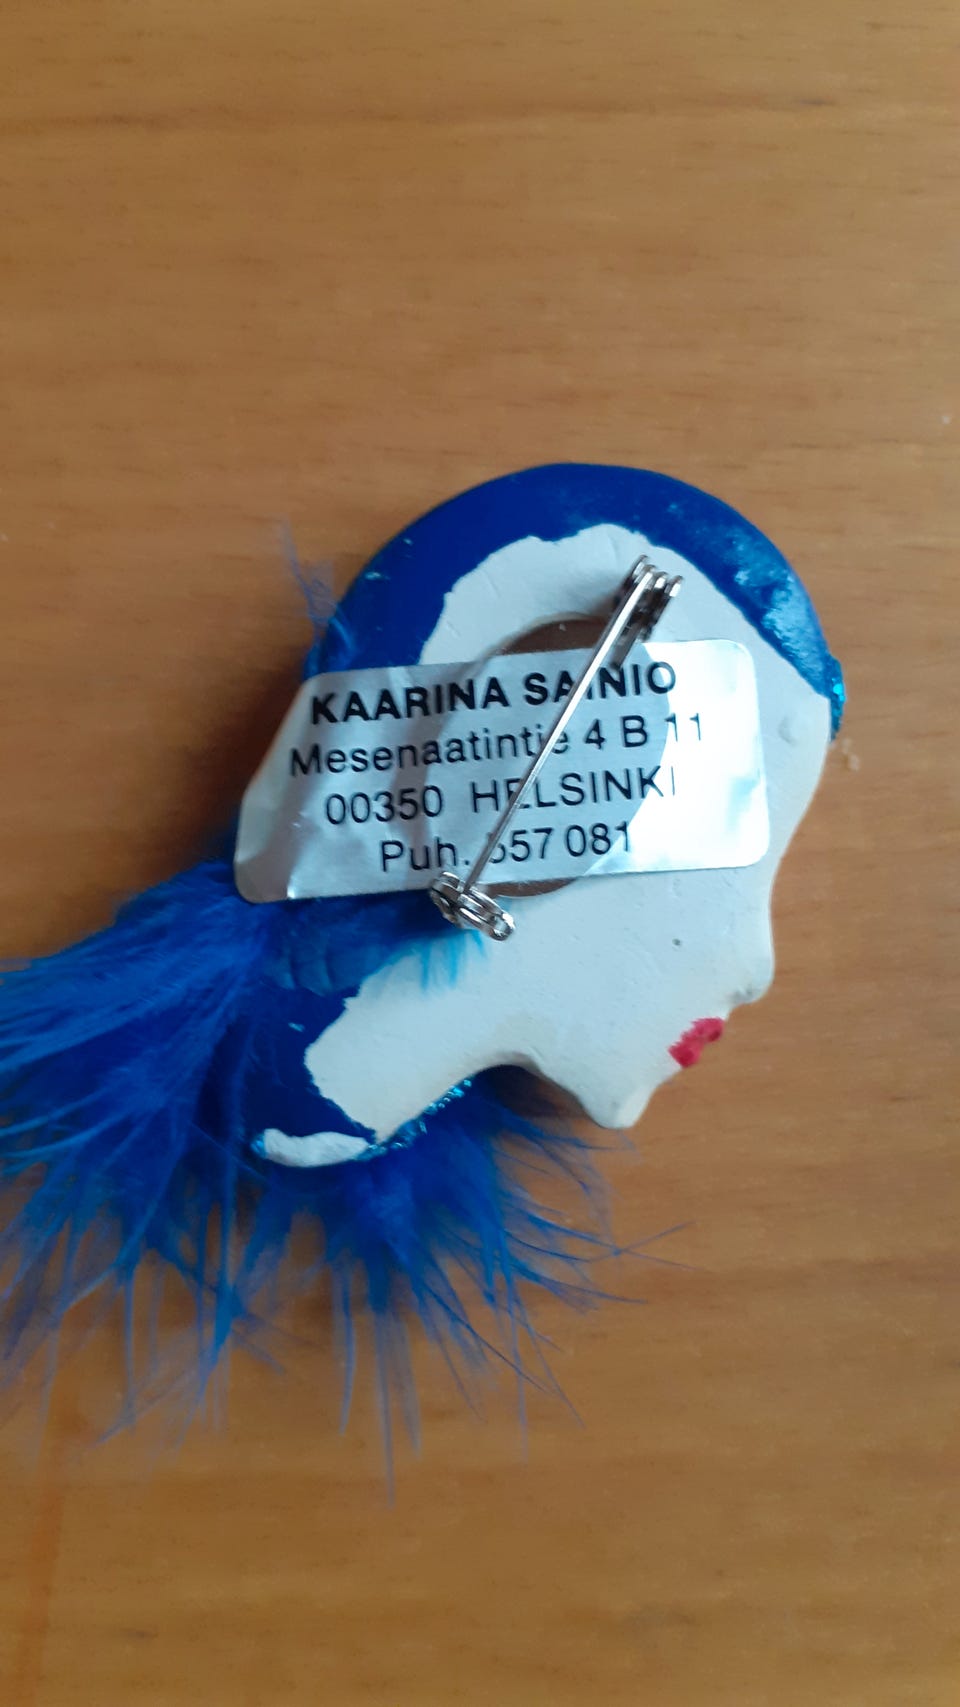 KAARINA SAINIO
Mesenaatintie 4 B 11
00350 HELSINKI
Puh. 557 081